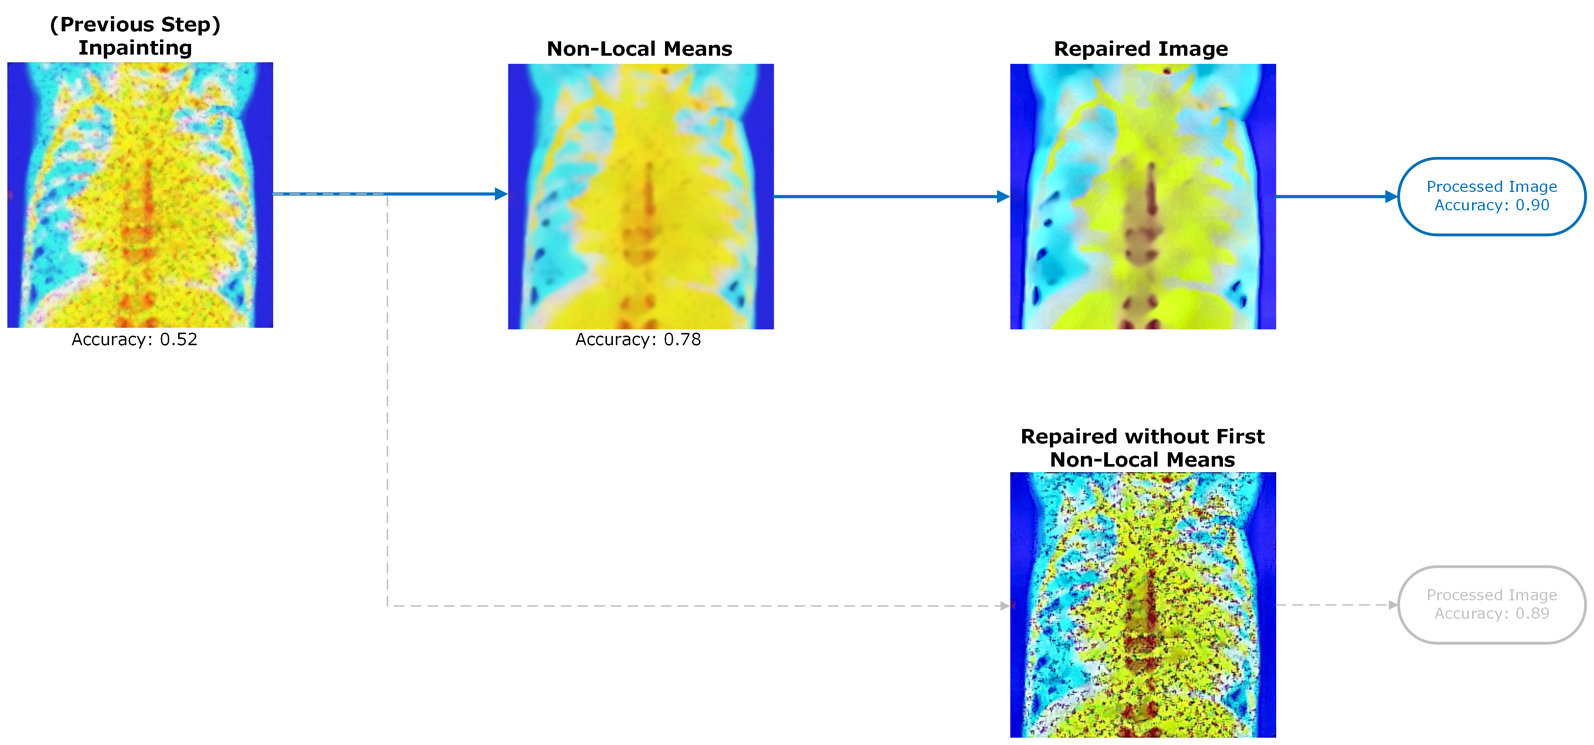 (Previous Step)
Inpainting
Non-Local Means
Repaired Image
Processed Image
Accuracy: 0.90
Accuracy: 0.52
Accuracy: 0.78
Repaired without First
Non-Local Means
Processed Image
Accuracy: 0.89